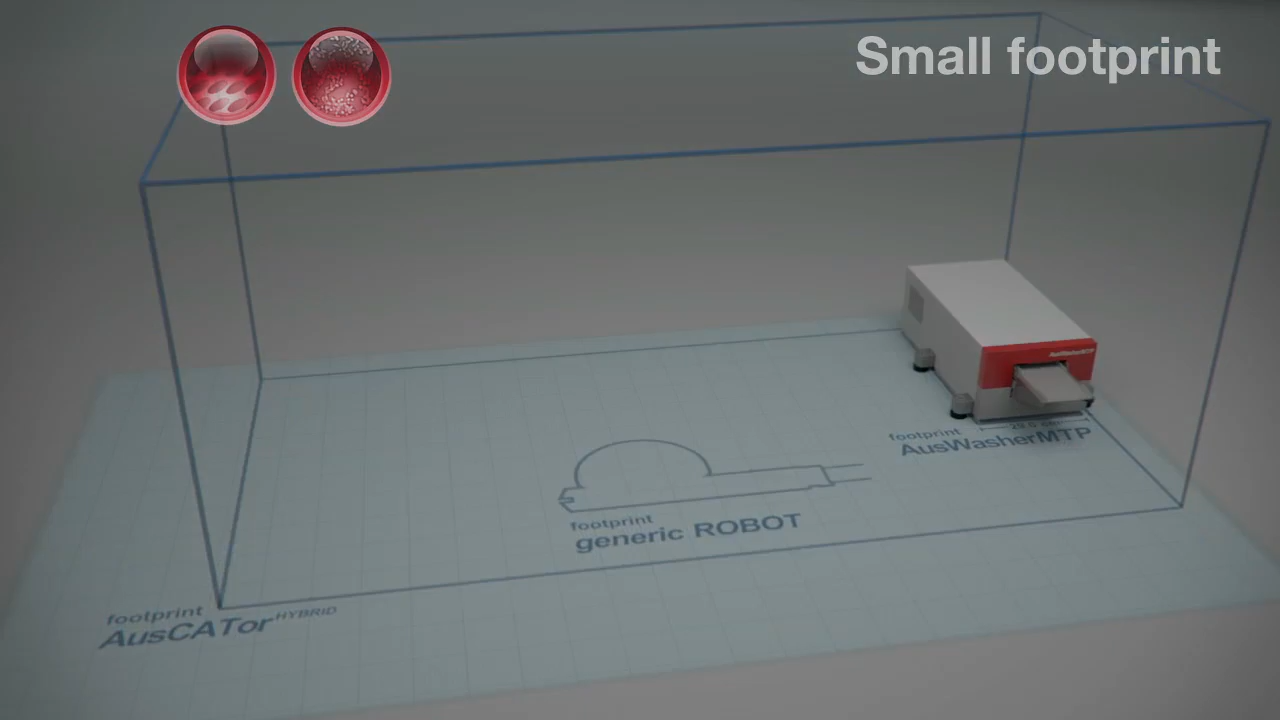 Small footprint
footprint
AusWasherMTP
footprint
generic ROBOT
footprint
AusCATor HYBRID